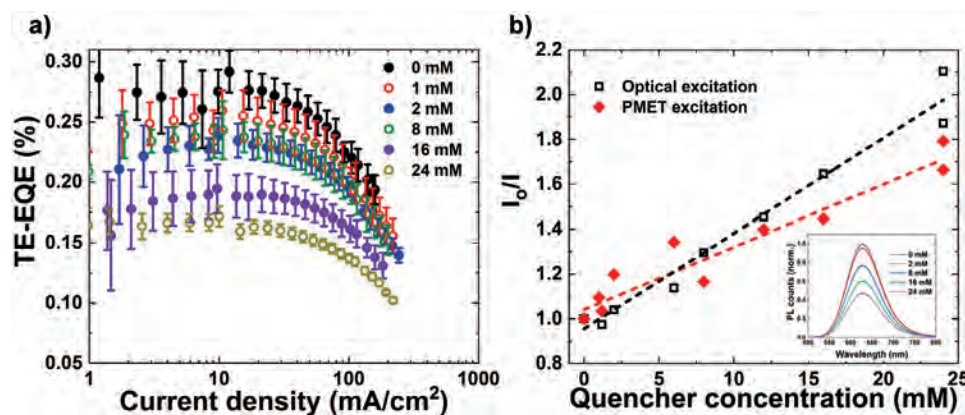 a)
TE-EQE (%)
0.30
0.25
0.20
0.15
0.10
0.05
0 mM
1 mM
2 mM
8 mM
16 mM
24 mM
1
10
100
1000
Current density (mA/cm²)
b)
I₀/I
2.2
2.0
1.8
1.6
1.4
1.2
1.0
0.8
Optical excitation
PMET excitation
0
5
10
15
20
25
Quencher concentration (mM)
PL counts (norm.)
0 mM
2 mM
16 mM
24 mM
Wavelength (nm)